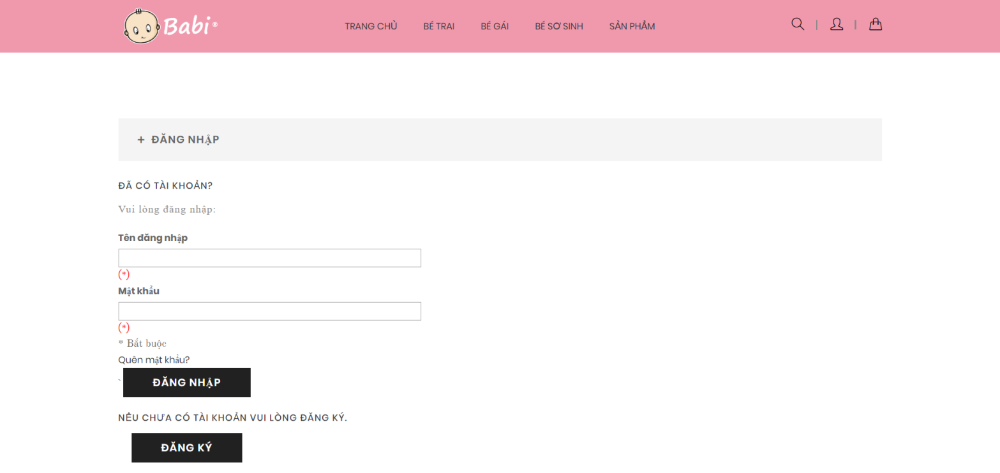 Babi ®
TRANG CHỦ BÉ TRAI BÉ GÁI BÉ SƠ SINH SẢN PHẨM
+ ĐĂNG NHẬP
ĐÃ CÓ TÀI KHOẢN?
Vui lòng đăng nhập:
Tên đăng nhập
(*)
Mật khẩu
(*)
* Bắt buộc
Quên mật khẩu?
` ĐĂNG NHẬP
NẾU CHƯA CÓ TÀI KHOẢN VUI LÒNG ĐĂNG KÝ.
ĐĂNG KÝ